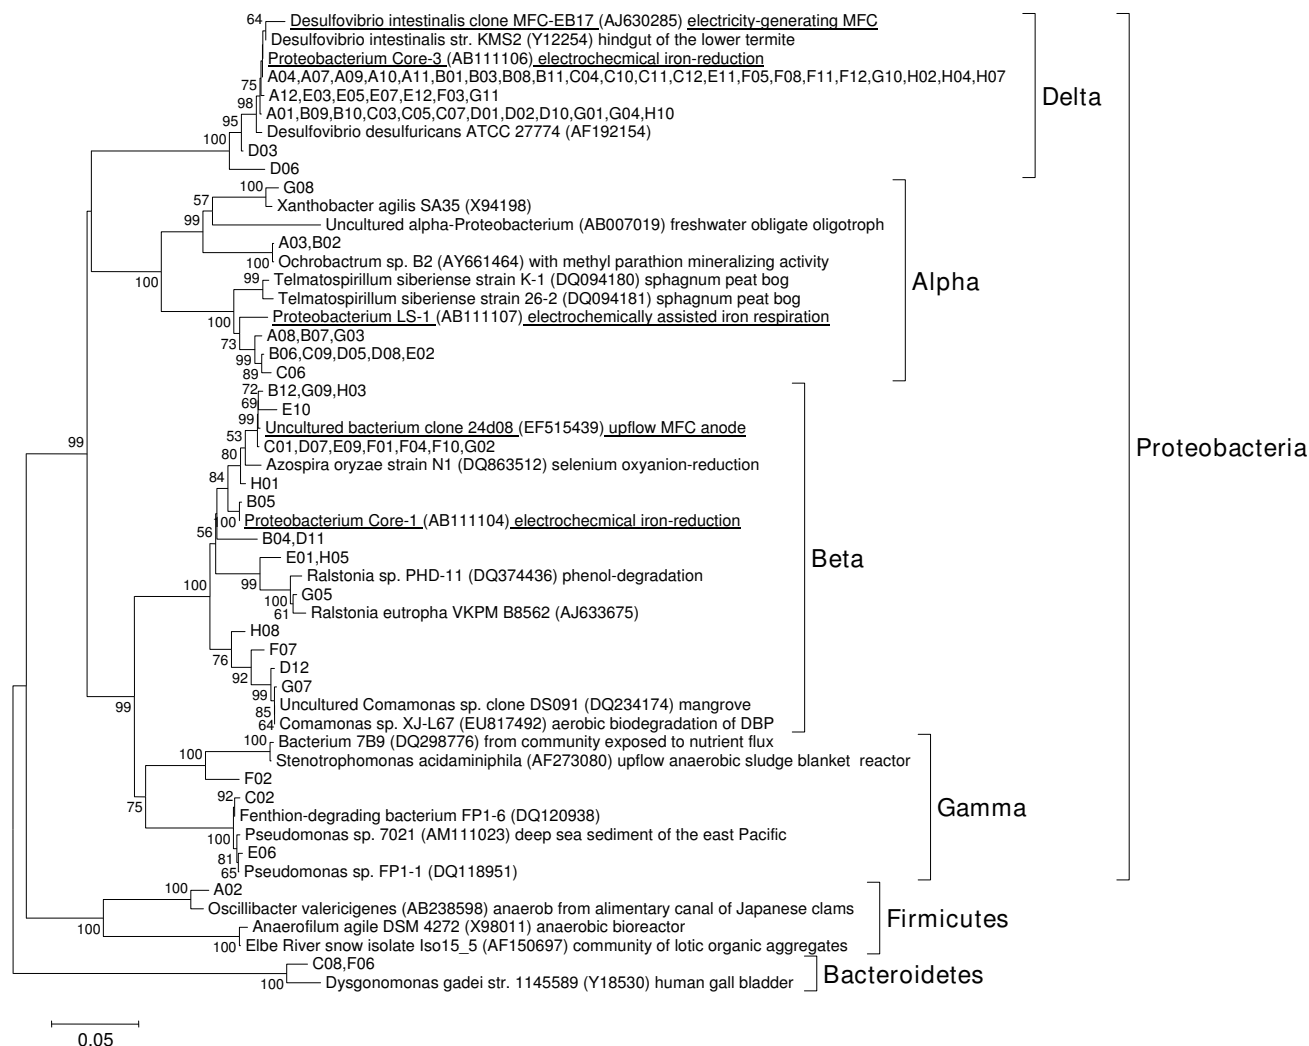 64 Desulfovibrio intestinalis clone MFC-EB17 (AJ630285) electricity-generating MFC
Desulfovibrio intestinalis str. KMS2 (Y12254) hindgut of the lower termite
Proteobacterium Core-3 (AB111106) electrochecmical iron-reduction
A04,A07,A09,A10,A11,B01,B03,B08,B11,C04,C10,C11,C12,E11,F05,F08,F11,F12,G10,H02,H04,H07
75
A12,E03,E05,E07,E12,F03,G11
Delta
98
A01,B09,B10,C03,C05,C07,D01,D02,D10,G01,G04,H10
95
Desulfovibrio desulfuricans ATCC 27774 (AF192154)
100
D03
D06
100 G08
57
Xanthobacter agilis SA35 (X94198)
99
Uncultured alpha-Proteobacterium (AB007019) freshwater obligate oligotroph
A03,B02
100 Ochrobactrum sp. B2 (AY661464) with methyl parathion mineralizing activity
100
99 Telmatospirillum siberiense strain K-1 (DQ094180) sphagnum peat bog
Alpha
Telmatospirillum siberiense strain 26-2 (DQ094181) sphagnum peat bog
100
Proteobacterium LS-1 (AB111107) electrochemically assisted iron respiration
A08,B07,G03
73
B06,C09,D05,D08,E02
99
89 C06
72 B12,G09,H03
69
E10
99
Uncultured bacterium clone 24d08 (EF515439) upflow MFC anode
53
99
C01,D07,E09,F01,F04,F10,G02
Proteobacteria
80
Azospira oryzae strain N1 (DQ863512) selenium oxyanion-reduction
84
H01
B05
100 Proteobacterium Core-1 (AB111104) electrochecmical iron-reduction
56
B04,D11
E01,H05
Beta
Ralstonia sp. PHD-11 (DQ374436) phenol-degradation
100
99
G05
100
61 Ralstonia eutropha VKPM B8562 (AJ633675)
H08
F07
76
D12
92
G07
99
Uncultured Comamonas sp. clone DS091 (DQ234174) mangrove
99
85
64 Comamonas sp. XJ-L67 (EU817492) aerobic biodegradation of DBP
100 Bacterium 7B9 (DQ298776) from community exposed to nutrient flux
100
Stenotrophomonas acidaminiphila (AF273080) upflow anaerobic sludge blanket reactor
F02
92 C02
75
Gamma
Fenthion-degrading bacterium FP1-6 (DQ120938)
Pseudomonas sp. 7021 (AM111023) deep sea sediment of the east Pacific
100
E06
81
65 Pseudomonas sp. FP1-1 (DQ118951)
100 A02
Oscillibacter valericigenes (AB238598) anaerob from alimentary canal of Japanese clams
Firmicutes
100
Anaerofilum agile DSM 4272 (X98011) anaerobic bioreactor
100 Elbe River snow isolate Iso15_5 (AF150697) community of lotic organic aggregates
C08,F06
Bacteroidetes
100 Dysgonomonas gadei str. 1145589 (Y18530) human gall bladder
0.05